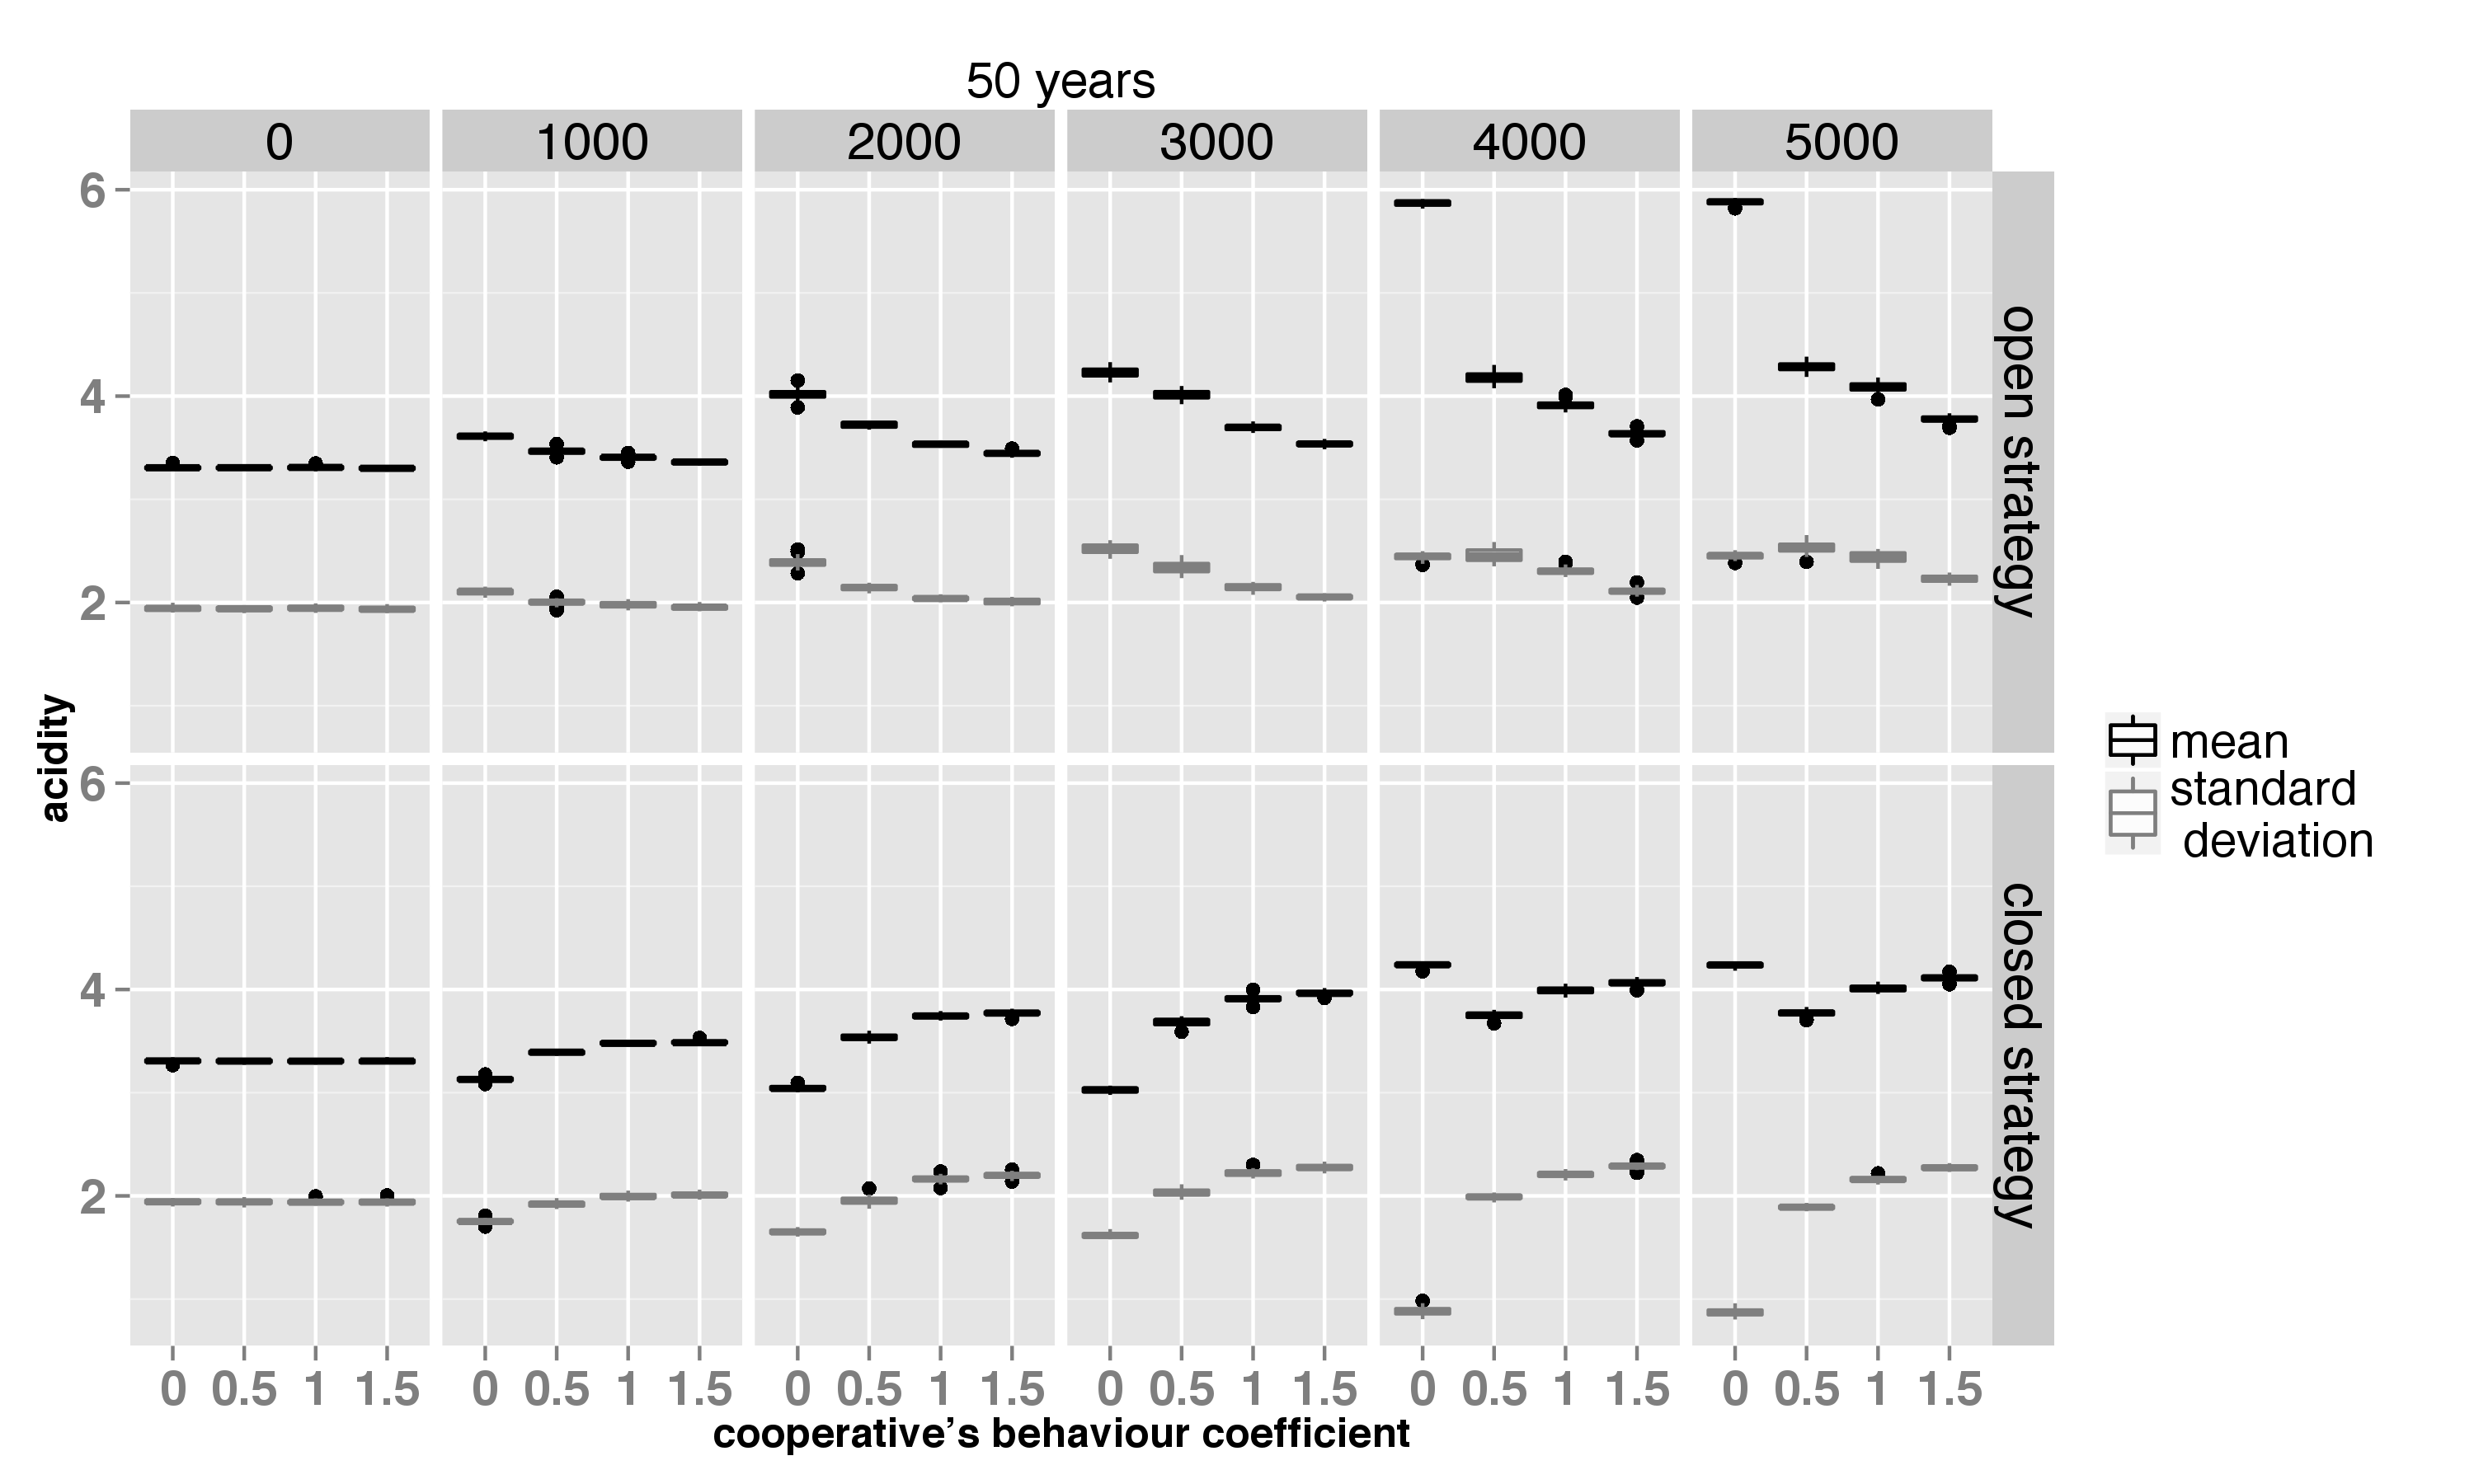 50 years
0 1000 2000 3000 4000 5000
6
4
2
open strategy
acidity
6
4
2
closed strategy
mean
standard
deviation
0 0.5 1 1.5 0 0.5 1 1.5 0 0.5 1 1.5 0 0.5 1 1.5 0 0.5 1 1.5 0 0.5 1 1.5
cooperative's behaviour coefficient